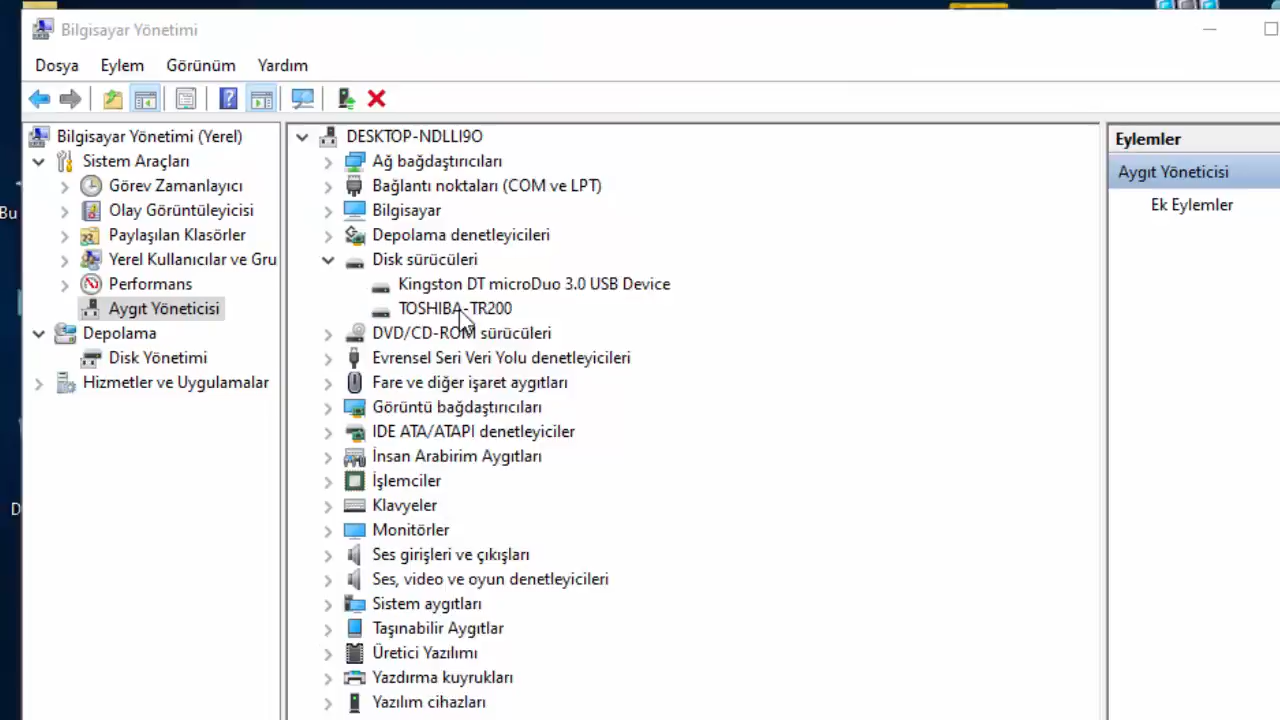 Bilgisayar Yönetimi
Dosya Eylem Görünüm Yardım
Bilgisayar Yönetimi (Yerel)
Sistem Araçları
Görev Zamanlayıcı
Olay Görüntüleyicisi
Paylaşılan Klasörler
Yerel Kullanıcılar ve Gru
Performans
Aygıt Yöneticisi
Depolama
Disk Yönetimi
Hizmetler ve Uygulamalar
DESKTOP-NDLLI9O
Ağ bağdaştırıcıları
Bağlantı noktaları (COM ve LPT)
Bilgisayar
Depolama denetleyicileri
Disk sürücüleri
Kingston DT microDuo 3.0 USB Device
TOSHIBA-TR200
DVD/CD-ROM sürücüleri
Evrensel Seri Veri Yolu denetleyicileri
Fare ve diğer işaret aygıtları
Görüntü bağdaştırıcıları
IDE ATA/ATAPI denetleyiciler
İnsan Arabirim Aygıtları
İşlemciler
Klavyeler
Monitörler
Ses girişleri ve çıkışları
Ses, video ve oyun denetleyicileri
Sistem aygıtları
Taşınabilir Aygıtlar
Üretici Yazılımı
Yazdırma kuyrukları
Yazılım cihazları
Eylemler
Aygıt Yöneticisi
Ek Eylemler
Bu
D